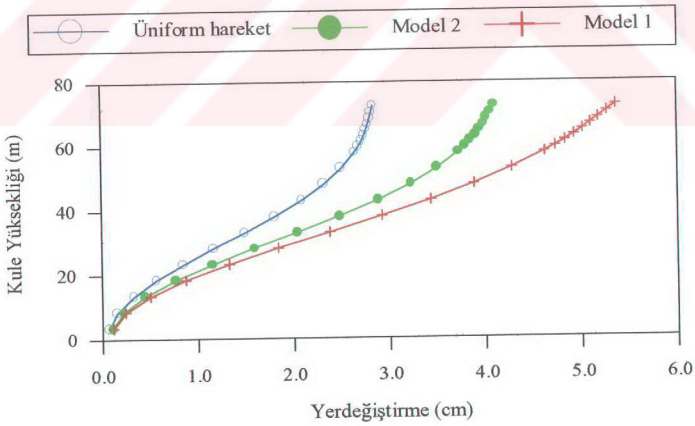 Üniform hareket Model 2 Model 1
80
60
40
20
0
Kule Yüksekliği (m)
0.0 1.0 2.0 3.0 4.0 5.0 6.0
Yerdeğiştirme (cm)